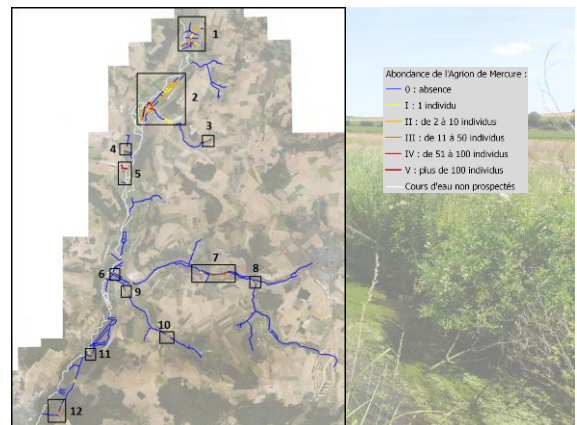 1
2
3
4
5
6
7
8
9
10
11
12
Abondance de l'Agrion de Mercure :
0 : absence
I : 1 individu
II : de 2 à 10 individus
III : de 11 à 50 individus
IV : de 51 à 100 individus
V : plus de 100 individus
Cours d'eau non prospectés